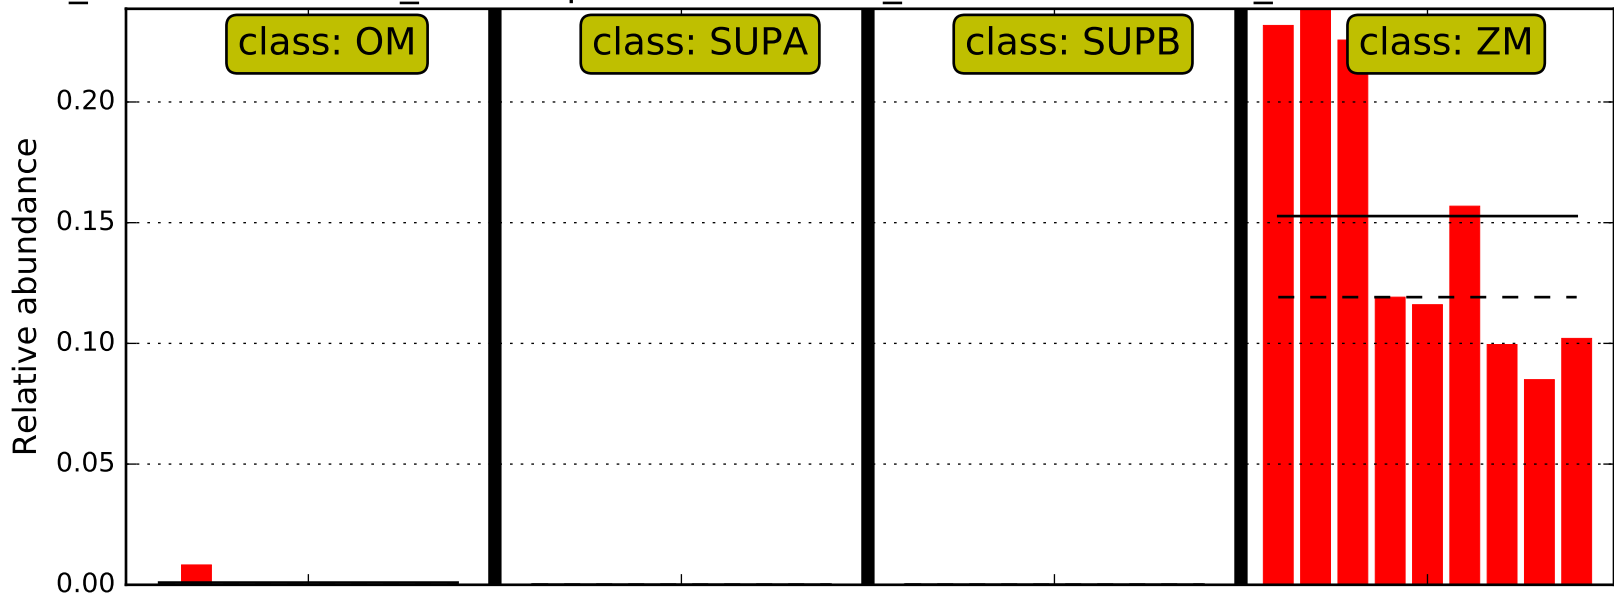 class: OM
class: SUPA
class: SUPB
class: ZM
0.20
0.15
0.10
0.05
0.00
Relative abundance